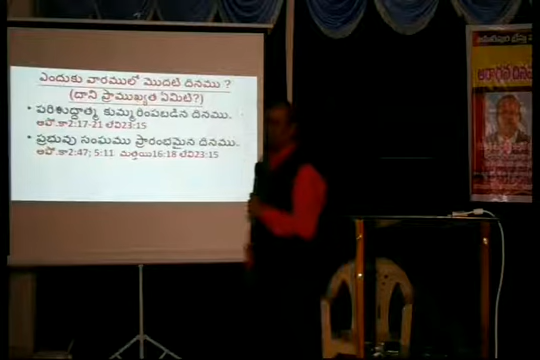 ఎందుకు వారములో మొదటి దినము ?
(దాని ప్రాముఖ్యత ఏమిటి?)
• పరిశుద్ధాత్మ కుమ్మరింపబడిన దినము.
అపో.కా2:17-21 లేవి23:15
• ప్రభువు సంఘము ప్రారంభమైన దినము.
అపో.కా2:47; 5:11 మత్తయి16:18 లేవి23:15